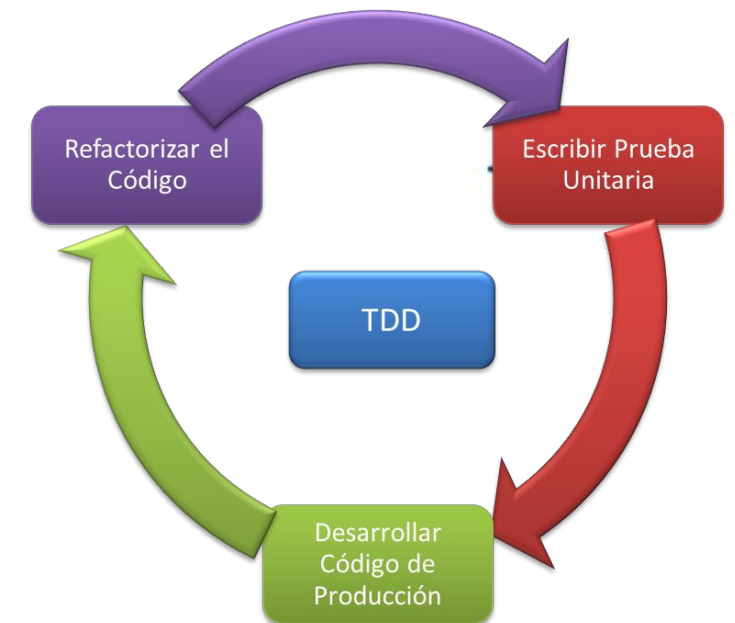 Refactorizar el
Código
Escribir Prueba
Unitaria
TDD
Desarrollar
Código de
Producción